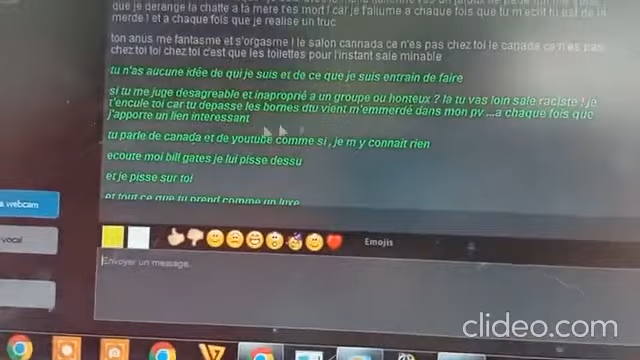 que je derange la chatte a ta mere t'es mort ! car je t'allume a chaque fois que tu m'ecrit tu est de la
merde ! et a chaque fois que je realise un truc
ton anus me fantasme et s'orgasme ! le salon cannada ce n'es pas chez toi le canada ce n'es pas
chez toi toi chez toi c'est que les toilettes pour l'instant sale minable
tu n'as aucune idée de qui je suis et de ce que je suis entrain de faire
si tu me juge desagreable et inaproprié a un groupe ou honteux ? la tu vas loin sale raciste ! je
t'encule toi car tu depasse les bornes dtu vient m'emmerdé dans mon pv ...a chaque fois que
j'apporte un lien interessant
tu parle de canada et de youtube comme si , je m y connait rien
ecoute moi bill gates je lui pisse dessu
et je pisse sur toi
et tout ce que tu prend comme un luxe
a webcam
vocal
Emojis
Envoyer un message.
clideo.com